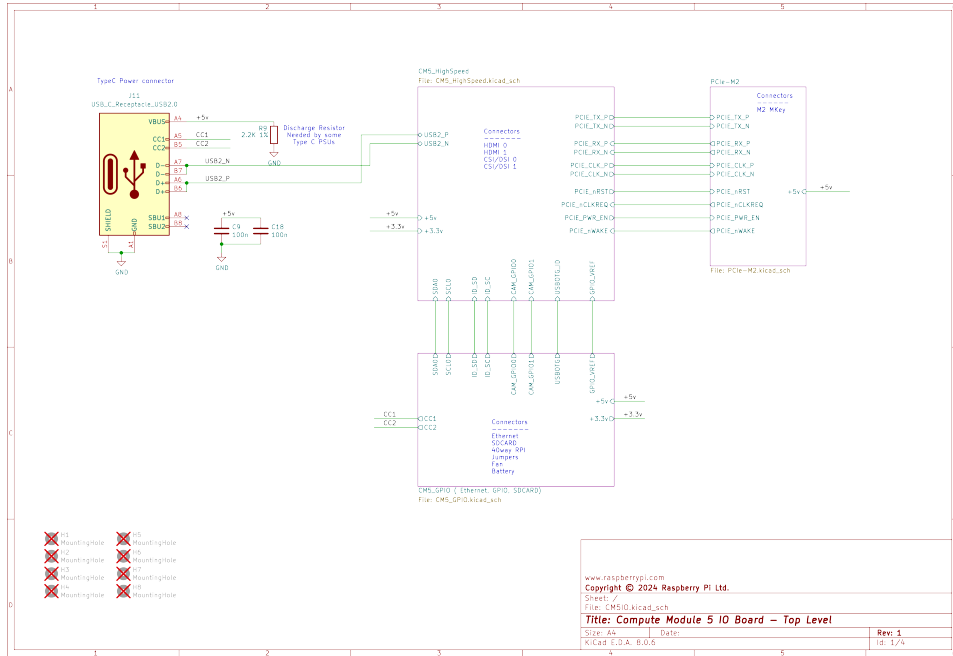 1 2 3 4 5
A
B
C
D
TypeC Power connector
J11
USB_C_Receptacle_USB2.0
VBUS A4 +5v
CC1 A5 CC1
CC2 B5 CC2
D- A7 USB2_N
D- B7
D+ A6 USB2_P
D+ B6
SBU1 A8
SBU2 B8
SHIELD GND
S1 A1
GND
R9
2.2K 1%
GND
Discharge Resistor
Needed by some
Type C PSUs
+5v
C9
100n
C18
100n
GND
CM5_HighSpeed
File: CM5_HighSpeed.kicad_sch
USB2_P
USB2_N
Connectors
-------
HDMI 0
HDMI 1
CSI/DSI 0
CSI/DSI 1
+5v +5v
+3.3v +3.3v
PCIE_TX_P
PCIE_TX_N
PCIE_RX_P
PCIE_RX_N
PCIE_CLK_P
PCIE_CLK_N
PCIE_nRST
PCIE_nCLKREQ
PCIE_PWR_EN
PCIE_nWAKE
SDA0
SCL0
ID_SD
ID_SC
CAM_GPIO0
CAM_GPIO1
USBOTG_ID
GPIO_VREF
PCIe-M2
Connectors
-------
M2 MKey
PCIE_TX_P
PCIE_TX_N
PCIE_RX_P
PCIE_RX_N
PCIE_CLK_P
PCIE_CLK_N
PCIE_nRST
PCIE_nCLKREQ
PCIE_PWR_EN
PCIE_nWAKE
+5v +5v
File: PCIe-M2.kicad_sch
SDA0
SCL0
ID_SD
ID_SC
CAM_GPIO0
CAM_GPIO1
USBOTG
GPIO_VREF
CC1 CC1
CC2 CC2
Connectors
-------
Ethernet
SDCARD
40way RPI
Jumpers
Fan
Battery
+5v +5v
+3.3v +3.3v
CM5_GPIO ( Ethernet, GPIO, SDCARD)
File: CM5_GPIO.kicad_sch
H1
MountingHole
H2
MountingHole
H3
MountingHole
H4
MountingHole
H5
MountingHole
H6
MountingHole
H7
MountingHole
H8
MountingHole
www.raspberrypi.com
Copyright © 2024 Raspberry Pi Ltd.
Sheet: /
File: CM5IO.kicad_sch
Title: Compute Module 5 IO Board - Top Level
Size: A4 Date: Rev: 1
KiCad E.D.A. 8.0.6 Id: 1/4
1 2 3 4 5
A
B
C
D